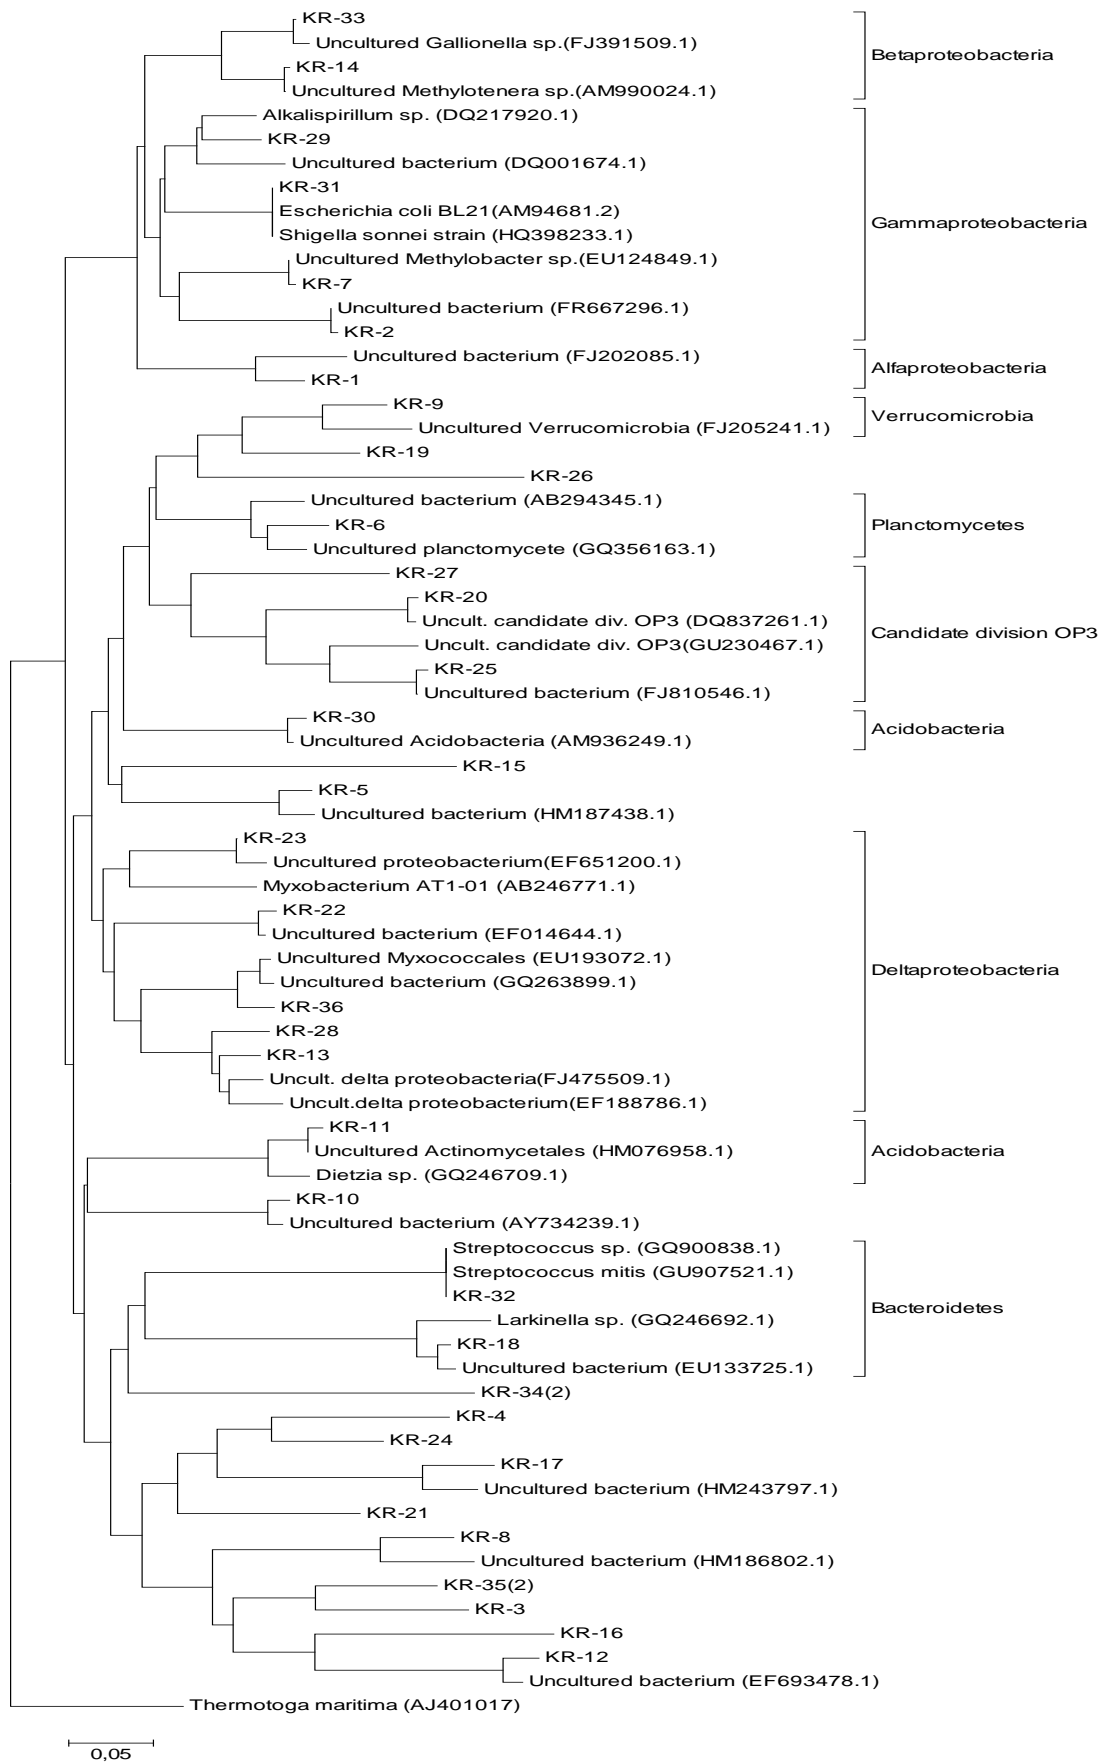 KR-33
Uncultured Gallionella sp.(FJ391509.1)
Betaproteobacteria
KR-14
Uncultured Methylotenera sp.(AM990024.1)
Alkalispirillum sp. (DQ217920.1)
KR-29
Uncultured bacterium (DQ001674.1)
KR-31
Escherichia coli BL21(AM94681.2)
Gammaproteobacteria
Shigella sonnei strain (HQ398233.1)
Uncultured Methylobacter sp.(EU124849.1)
KR-7
Uncultured bacterium (FR667296.1)
KR-2
Uncultured bacterium (FJ202085.1)
Alfaproteobacteria
KR-1
KR-9
Verrucomicrobia
Uncultured Verrucomicrobia (FJ205241.1)
KR-19
KR-26
Uncultured bacterium (AB294345.1)
KR-6
Planctomycetes
Uncultured planctomycete (GQ356163.1)
KR-27
KR-20
Uncult. candidate div. OP3 (DQ837261.1)
Candidate division OP3
Uncult. candidate div. OP3(GU230467.1)
KR-25
Uncultured bacterium (FJ810546.1)
KR-30
Acidobacteria
Uncultured Acidobacteria (AM936249.1)
KR-15
KR-5
Uncultured bacterium (HM187438.1)
KR-23
Uncultured proteobacterium(EF651200.1)
Myxobacterium AT1-01 (AB246771.1)
KR-22
Uncultured bacterium (EF014644.1)
Uncultured Myxococcales (EU193072.1)
Deltaproteobacteria
Uncultured bacterium (GQ263899.1)
KR-36
KR-28
KR-13
Uncult. delta proteobacteria(FJ475509.1)
Uncult.delta proteobacterium(EF188786.1)
KR-11
Uncultured Actinomycetales (HM076958.1)
Acidobacteria
Dietzia sp. (GQ246709.1)
KR-10
Uncultured bacterium (AY734239.1)
Streptococcus sp. (GQ900838.1)
Streptococcus mitis (GU907521.1)
KR-32
Bacteroidetes
Larkinella sp. (GQ246692.1)
KR-18
Uncultured bacterium (EU133725.1)
KR-34(2)
KR-4
KR-24
KR-17
Uncultured bacterium (HM243797.1)
KR-21
KR-8
Uncultured bacterium (HM186802.1)
KR-35(2)
KR-3
KR-16
KR-12
Uncultured bacterium (EF693478.1)
Thermotoga maritima (AJ401017)
0,05